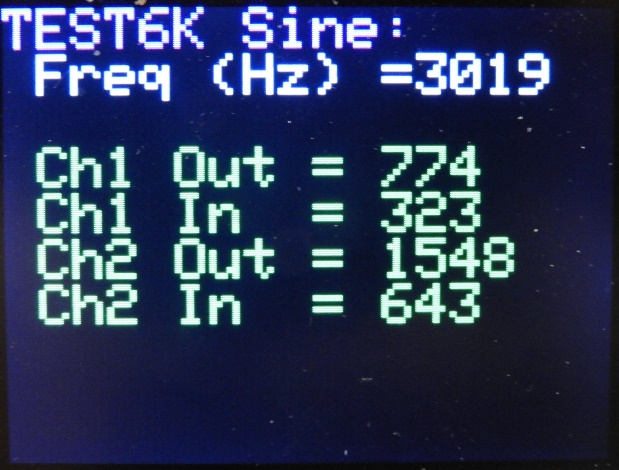 TEST6K Sine:
Freq (Hz) =3019
Ch1 Out = 774
Ch1 In = 323
Ch2 Out = 1548
Ch2 In = 643